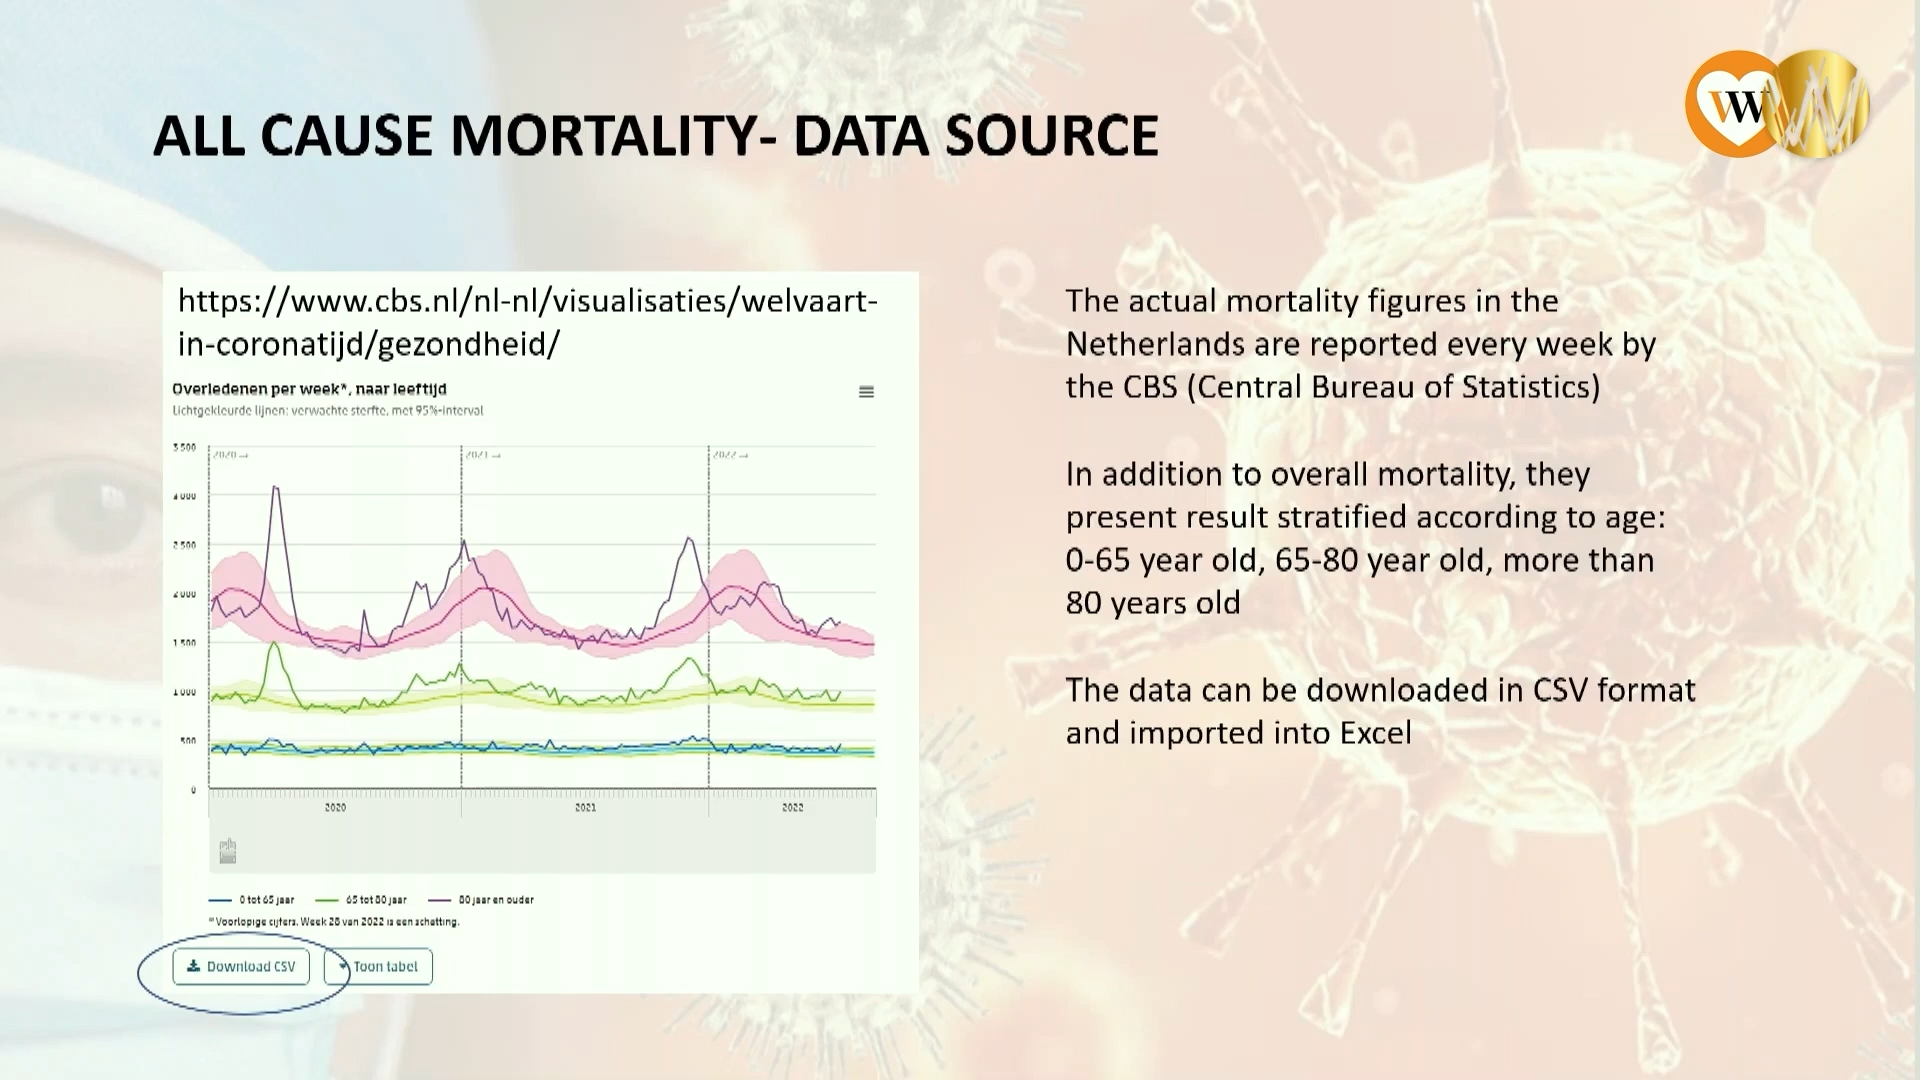 ALL CAUSE MORTALITY- DATA SOURCE
W
https://www.cbs.nl/nl-nl/visualisaties/welvaart-
in-coronatijd/gezondheid/
Overledenen per week*, naar leeftijd
Lichtgekleurde lijnen: verwachte sterfte, met 95%-interval
3 500
2020→
2021→
2022→
2 500
2 000
1 500
1 000
500
0
2020
2021
2022
0 tot 65 jaar
65 tot 80 jaar
80 jaar en ouder
* Voorlopige cijfers. Week 28 van 2022 is een schatting.
Download CSV
Toon tabel
The actual mortality figures in the
Netherlands are reported every week by
the CBS (Central Bureau of Statistics)
In addition to overall mortality, they
present result stratified according to age:
0-65 year old, 65-80 year old, more than
80 years old
The data can be downloaded in CSV format
and imported into Excel